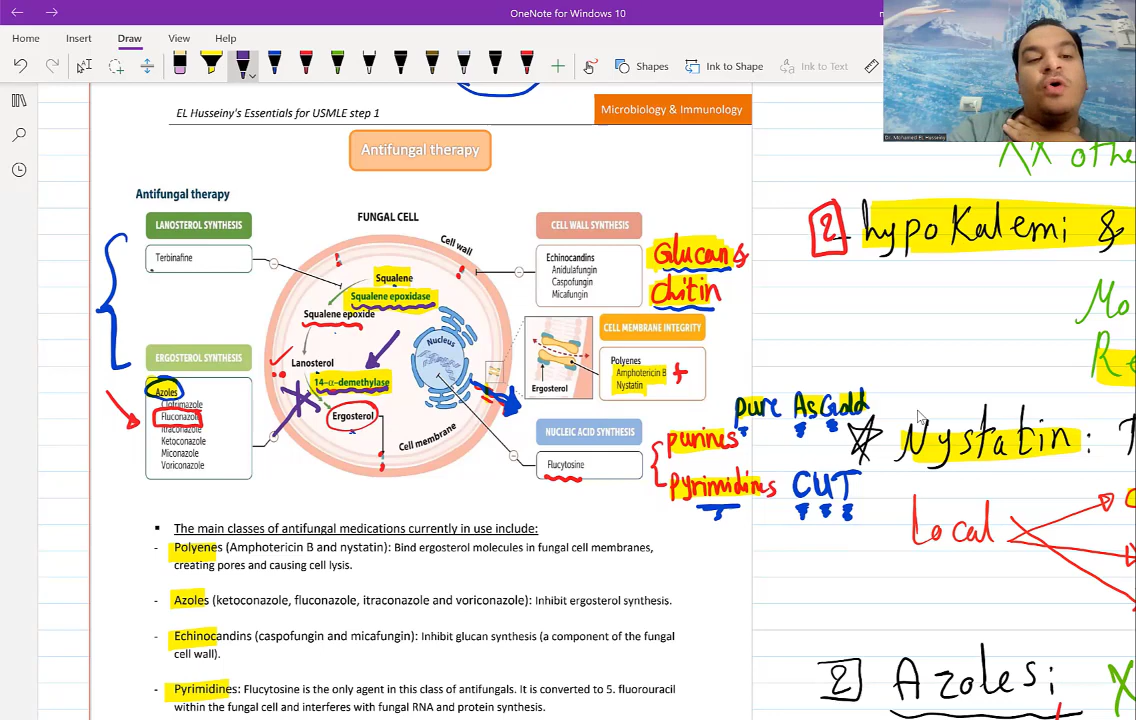 OneNote for Windows 10
Home Insert Draw View Help
Shapes Ink to Shape Ink to Text
Dr. Mohamed EL Husseiny
EL Husseiny's Essentials for USMLE step 1
Microbiology & Immunology
Antifungal therapy
Antifungal therapy
LANOSTEROL SYNTHESIS
Terbinafine
ERGOSTEROL SYNTHESIS
Azoles
Clotrimazole
Fluconazole
Itraconazole
Ketoconazole
Miconazole
Voriconazole
FUNGAL CELL
Cell wall
Squalene
Squalene epoxidase
Squalene epoxide
Lanosterol
14-α-demethylase
Ergosterol
Nucleus
Cell membrane
CELL WALL SYNTHESIS
Echinocandins
Anidulafungin
Caspofungin
Micafungin
Glucan &
chitin
CELL MEMBRANE INTEGRITY
Polyenes
Amphotericin B
Nystatin
Ergosterol
NUCLEIC ACID SYNTHESIS
Flucytosine
pure As Gold
purines
pyrimidines CUT
other
2 hypokalemi &
Nystatin :
Local
2 Azoles;
▪ The main classes of antifungal medications currently in use include:
- Polyenes (Amphotericin B and nystatin): Bind ergosterol molecules in fungal cell membranes,
creating pores and causing cell lysis.
- Azoles (ketoconazole, fluconazole, itraconazole and voriconazole): Inhibit ergosterol synthesis.
- Echinocandins (caspofungin and micafungin): Inhibit glucan synthesis (a component of the fungal
cell wall).
- Pyrimidines: Flucytosine is the only agent in this class of antifungals. It is converted to 5. fluorouracil
within the fungal cell and interferes with fungal RNA and protein synthesis.